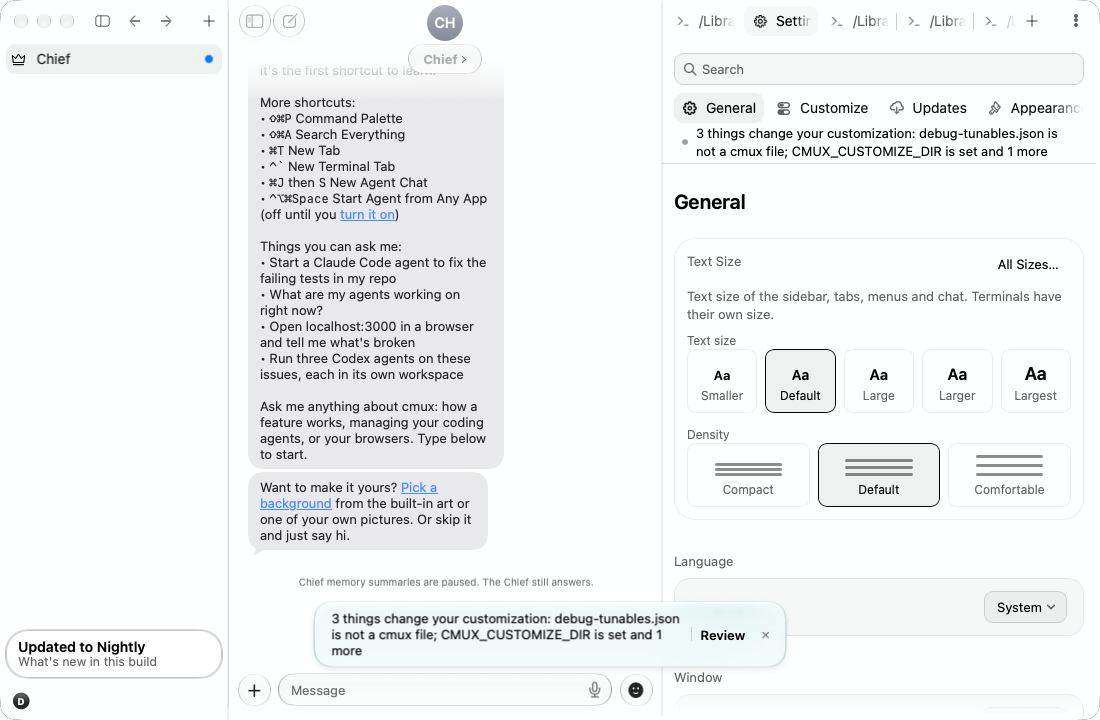 Chief
Updated to Nightly
What's new in this build
D
CH
Chief
it's the first shortcut to learn.
More shortcuts:
• ⇧⌘P Command Palette
• ⇧⌘A Search Everything
• ⌘T New Tab
• ^` New Terminal Tab
• ⌘J then S New Agent Chat
• ^⌥⌘Space Start Agent from Any App
(off until you turn it on)
Things you can ask me:
• Start a Claude Code agent to fix the
failing tests in my repo
• What are my agents working on
right now?
• Open localhost:3000 in a browser
and tell me what's broken
• Run three Codex agents on these
issues, each in its own workspace
Ask me anything about cmux: how a
feature works, managing your coding
agents, or your browsers. Type below
to start.
Want to make it yours? Pick a
background from the built-in art or
one of your own pictures. Or skip it
and just say hi.
Chief memory summaries are paused. The Chief still answers.
3 things change your customization: debug-tunables.json
is not a cmux file; CMUX_CUSTOMIZE_DIR is set and 1
more
Review
Message
/Libra Settin /Libra /Libra
Search
General Customize Updates Appearanc
3 things change your customization: debug-tunables.json is
not a cmux file; CMUX_CUSTOMIZE_DIR is set and 1 more
General
Text Size
All Sizes...
Text size of the sidebar, tabs, menus and chat. Terminals have
their own size.
Text size
Aa Aa Aa Aa Aa
Smaller Default Large Larger Largest
Density
Compact Default Comfortable
Language
System
Window